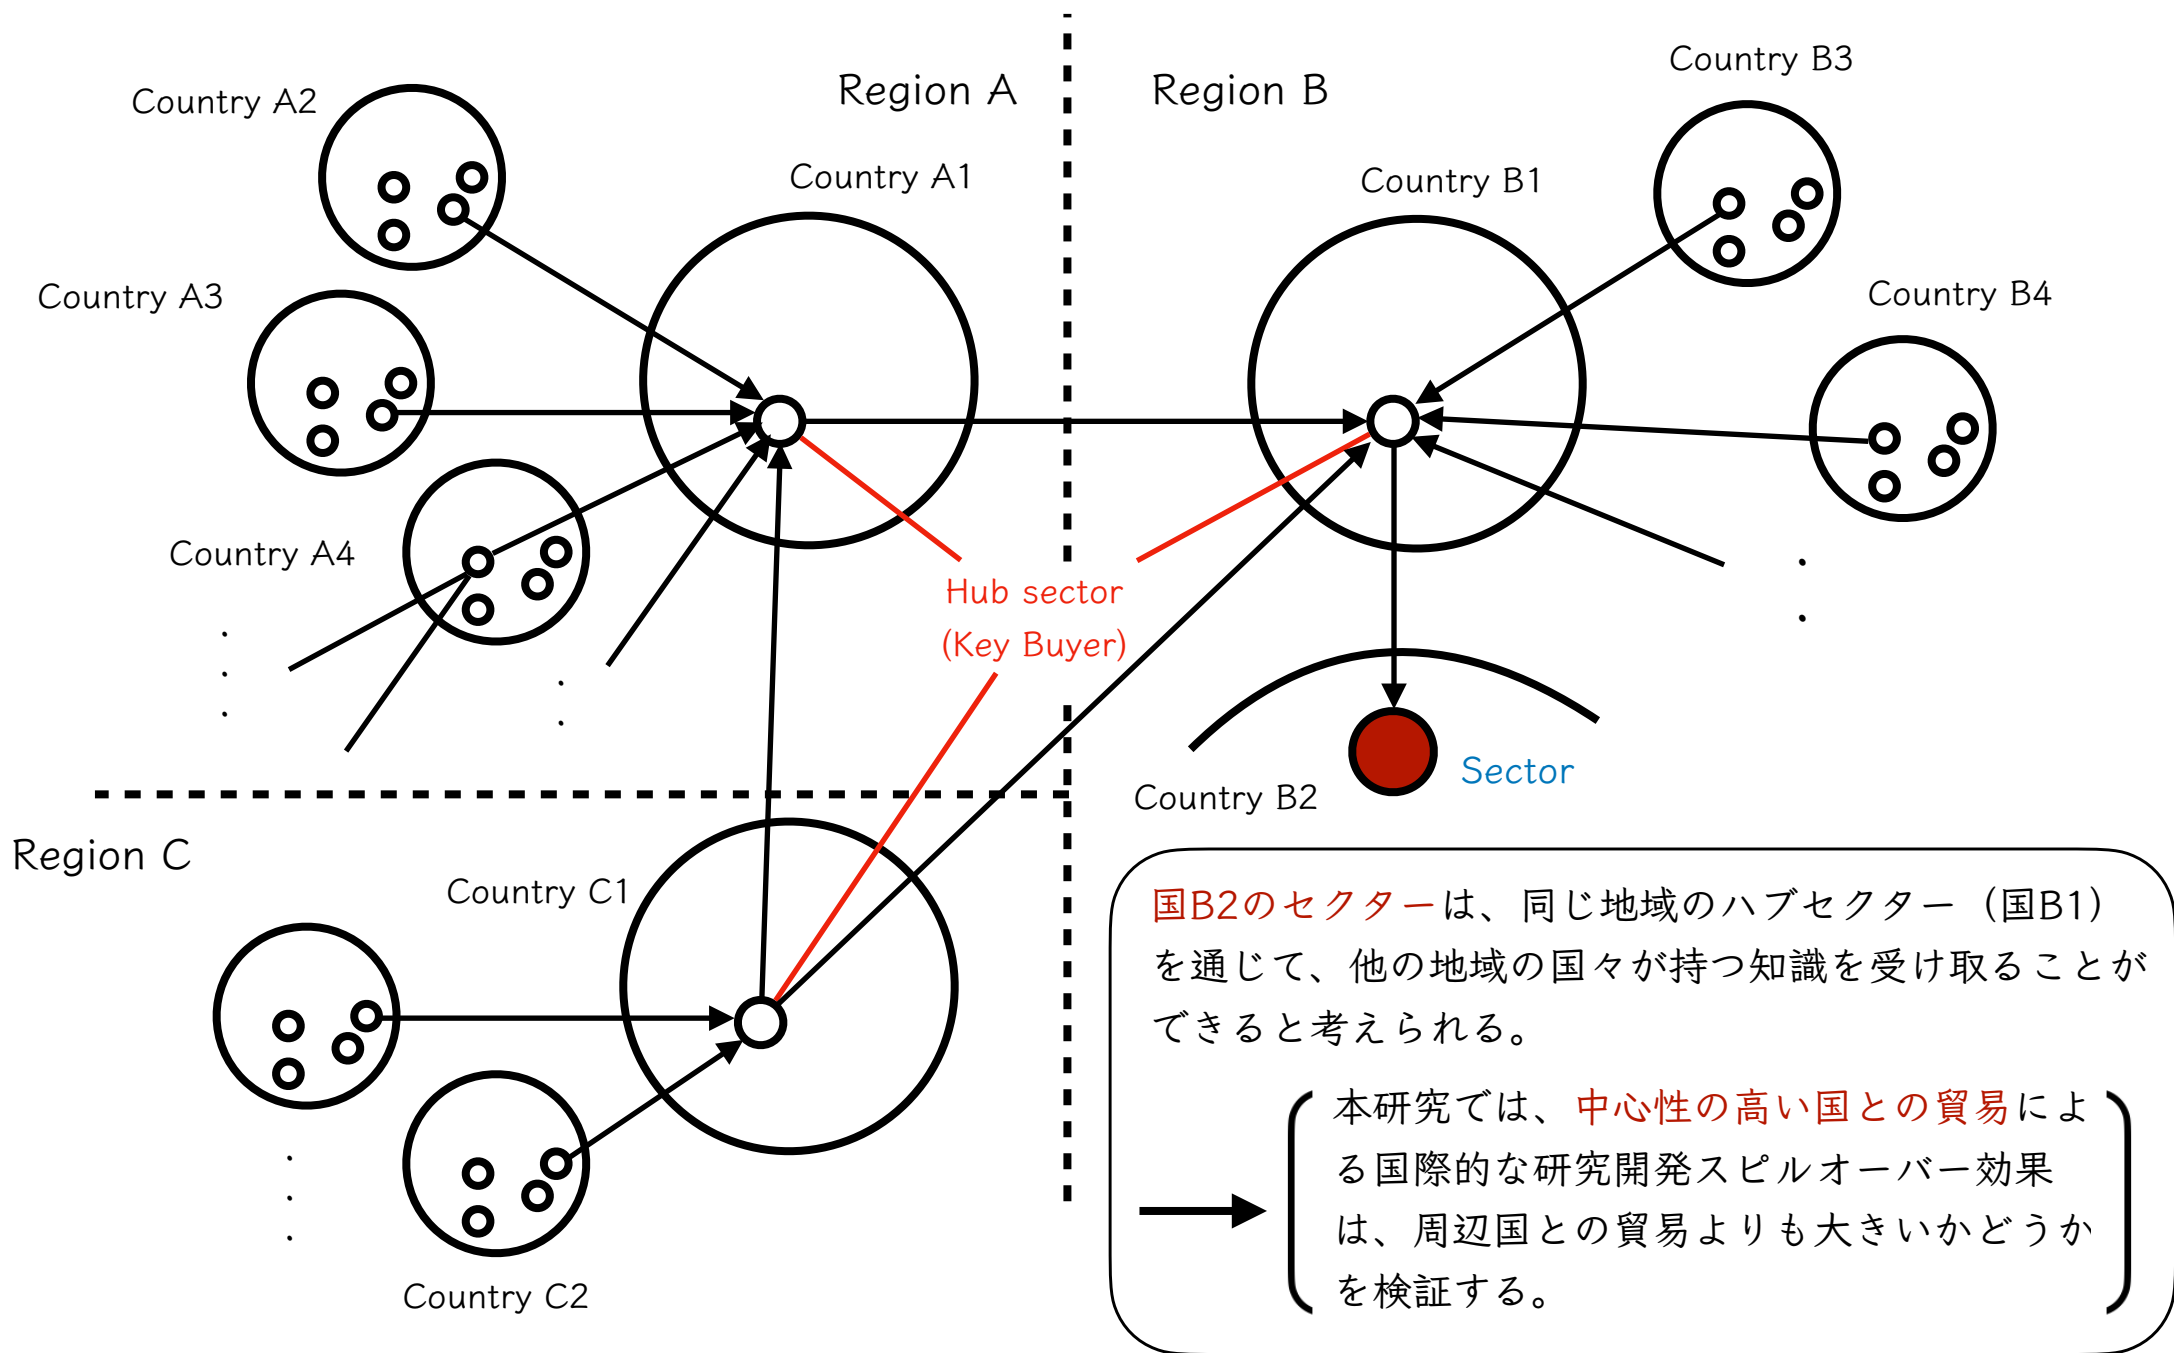 Region A
Region B
Country B3
Country A2
Country A1
Country B1
Country A3
Country B4
Country A4
Hub sector
(Key Buyer)
Sector
Country B2
Region C
Country C1
Country C2
国B2のセクターは、同じ地域のハブセクター（国B1）
を通じて、他の地域の国々が持つ知識を受け取ることが
できると考えられる。
本研究では、中心性の高い国との貿易によ
る国際的な研究開発スピルオーバー効果
は、周辺国との貿易よりも大きいかどうか
を検証する。